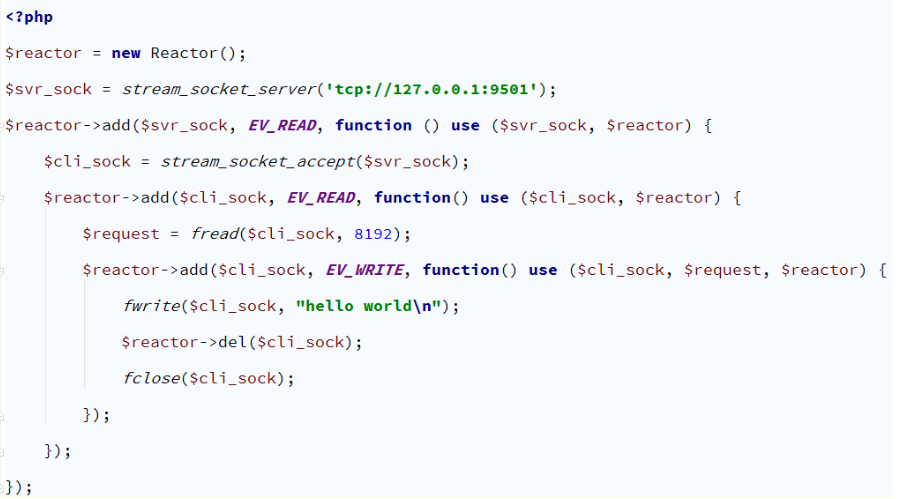 <?php
$reactor = new Reactor();
$svr_sock = stream_socket_server('tcp://127.0.0.1:9501');
$reactor->add($svr_sock, EV_READ, function () use ($svr_sock, $reactor) {
    $cli_sock = stream_socket_accept($svr_sock);
    $reactor->add($cli_sock, EV_READ, function() use ($cli_sock, $reactor) {
        $request = fread($cli_sock, 8192);
        $reactor->add($cli_sock, EV_WRITE, function() use ($cli_sock, $request, $reactor) {
            fwrite($cli_sock, "hello world\n");
            $reactor->del($cli_sock);
            fclose($cli_sock);
        });
    });
});